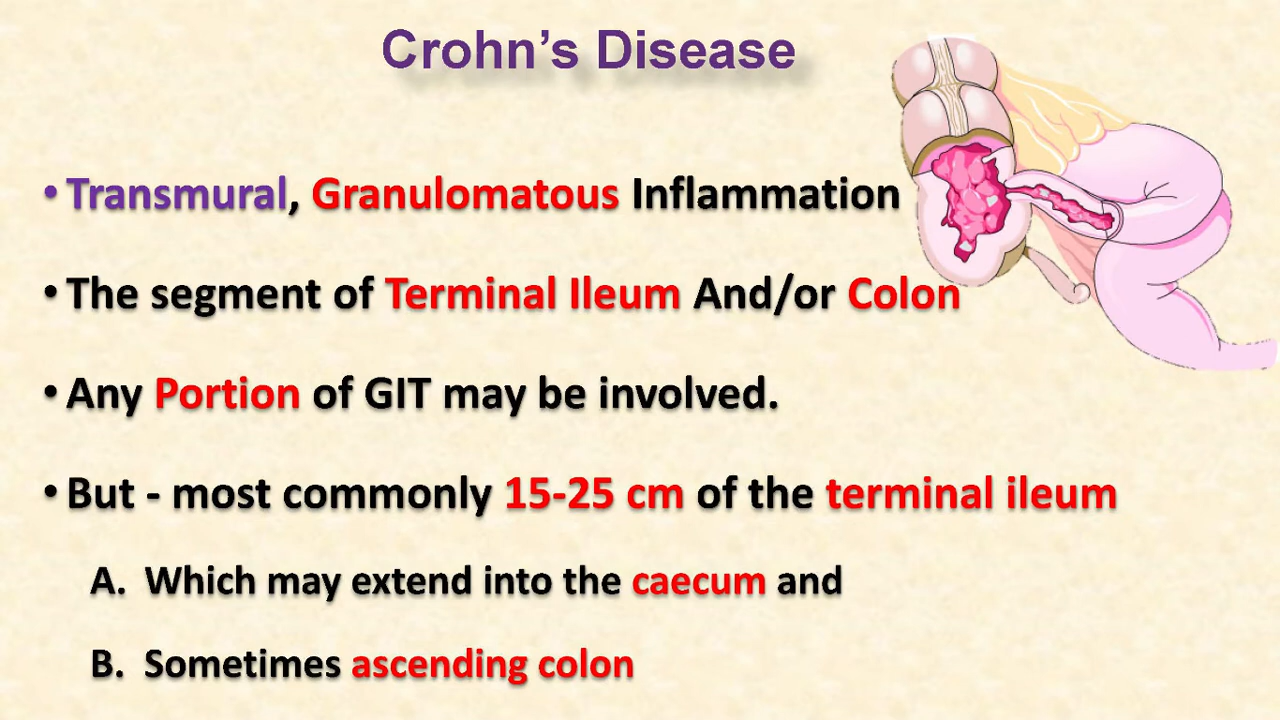 Crohn’s Disease
• Transmural, Granulomatous Inflammation
• The segment of Terminal Ileum And/or Colon
• Any Portion of GIT may be involved.
• But - most commonly 15-25 cm of the terminal ileum
A. Which may extend into the caecum and
B. Sometimes ascending colon